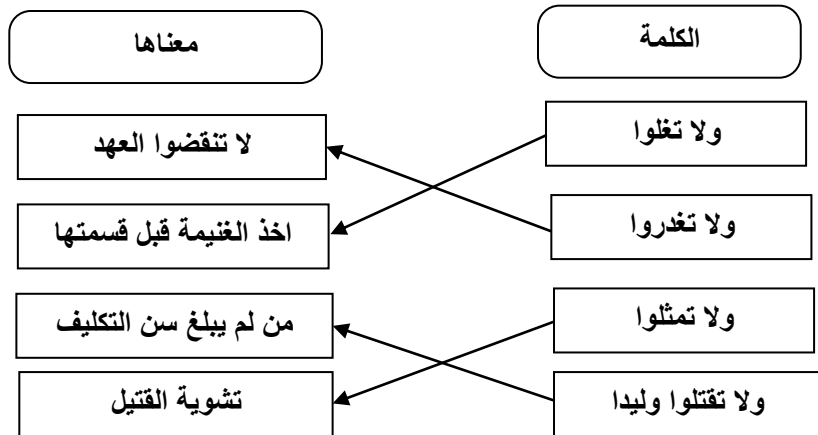 الكلمة
معناها
ولا تغلوا
لا تنقضوا العهد
ولا تغدروا
اخذ الغنيمة قبل قسمتها
ولا تمثلوا
من لم يبلغ سن التكليف
ولا تقتلوا وليدا
تشوية القتيل